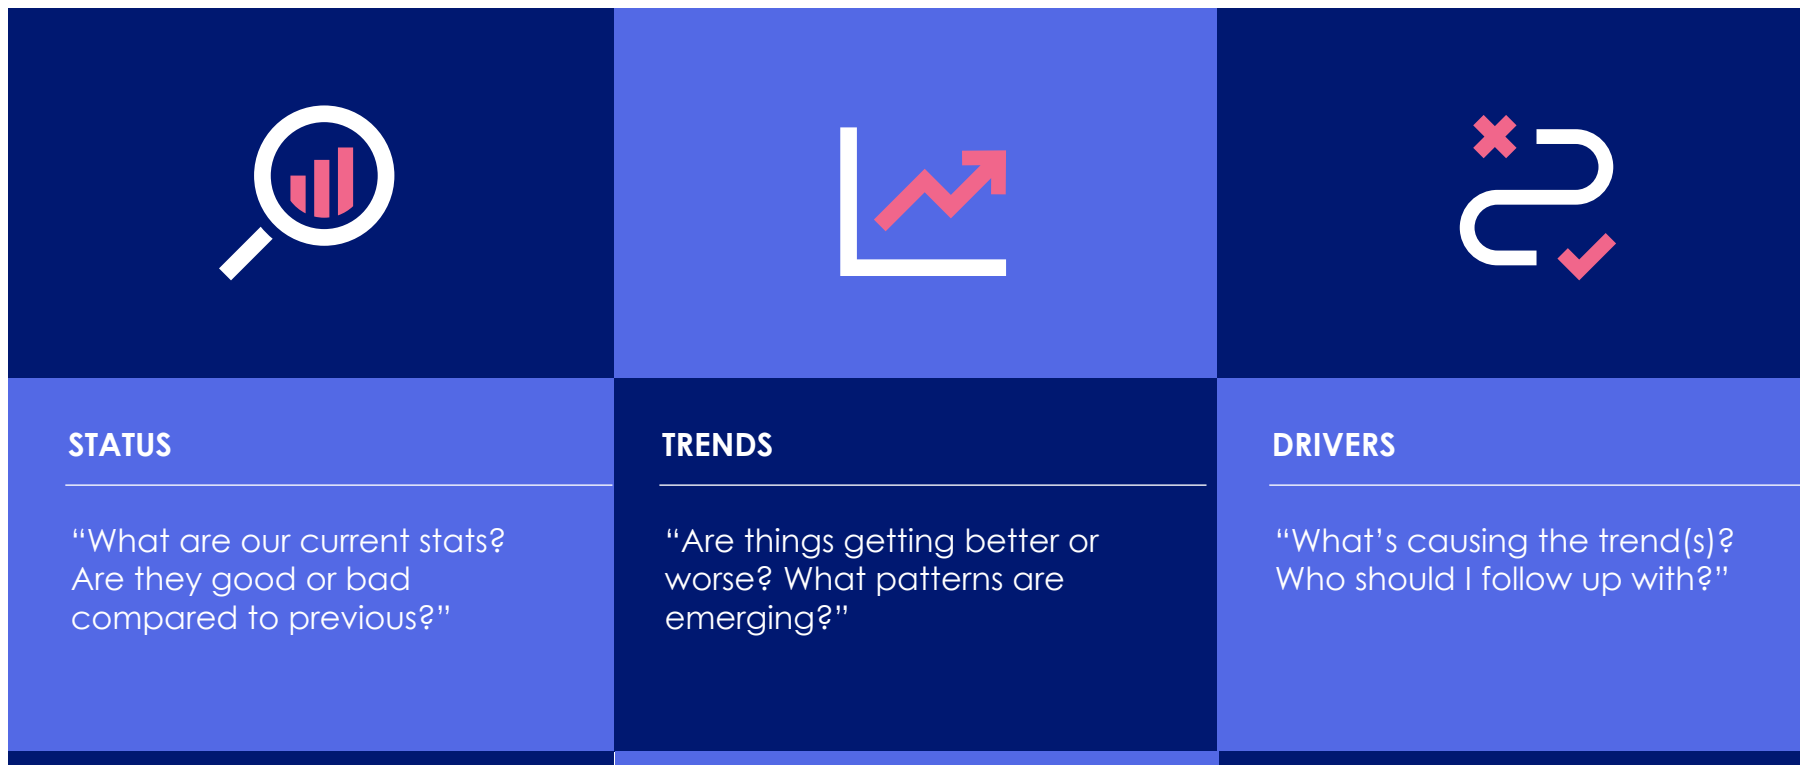 STATUS
“What are our current stats?
Are they good or bad
compared to previous?”
TRENDS
“Are things getting better or
worse? What patterns are
emerging?”
DRIVERS
“What’s causing the trend(s)?
Who should I follow up with?”